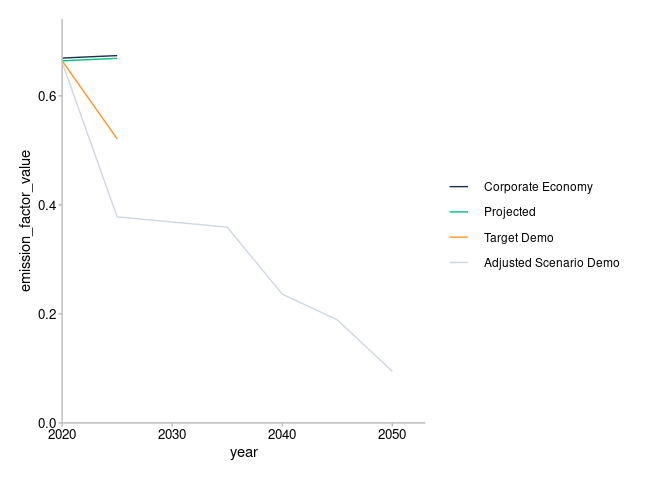 emission_factor_value
0.6
0.4
0.2
0.0
2020 2030 2040 2050
year
Corporate Economy
Projected
Target Demo
Adjusted Scenario Demo